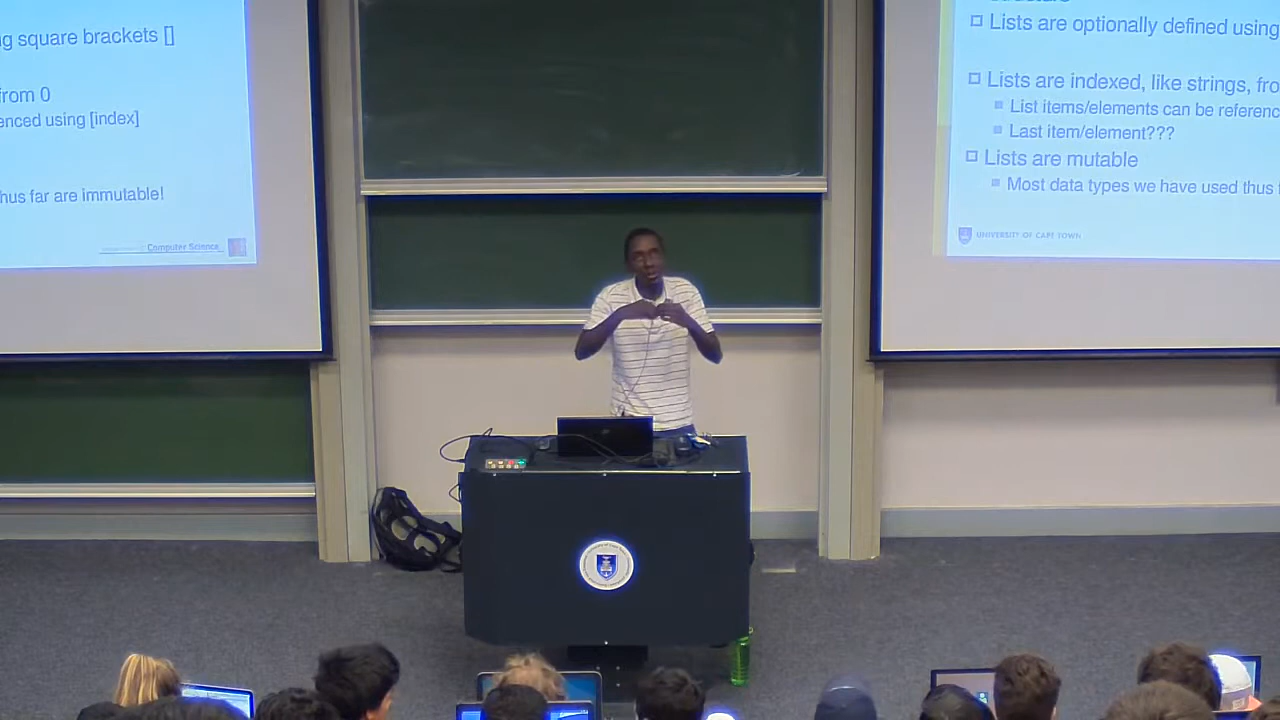 g square brackets []
from 0
enced using [index]
hus far are immutable!
Computer Science
Lists are optionally defined using
Lists are indexed, like strings, fro
List items/elements can be referenc
Last item/element???
Lists are mutable
Most data types we have used thus f
UNIVERSITY OF CAPE TOWN